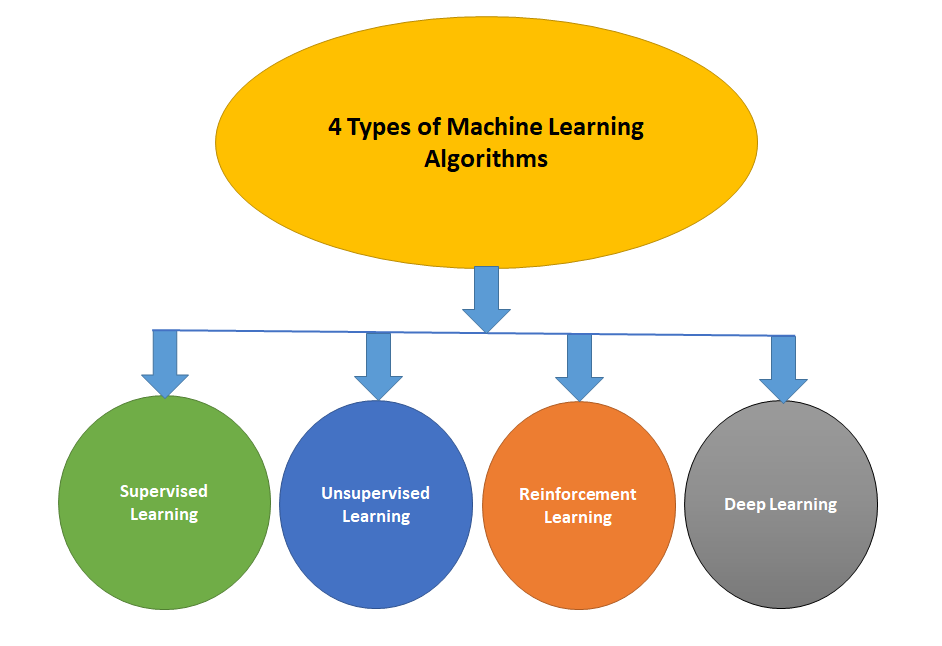 4 Types of Machine Learning
Algorithms
Supervised
Learning
Unsupervised
Learning
Reinforcement
Learning
Deep Learning